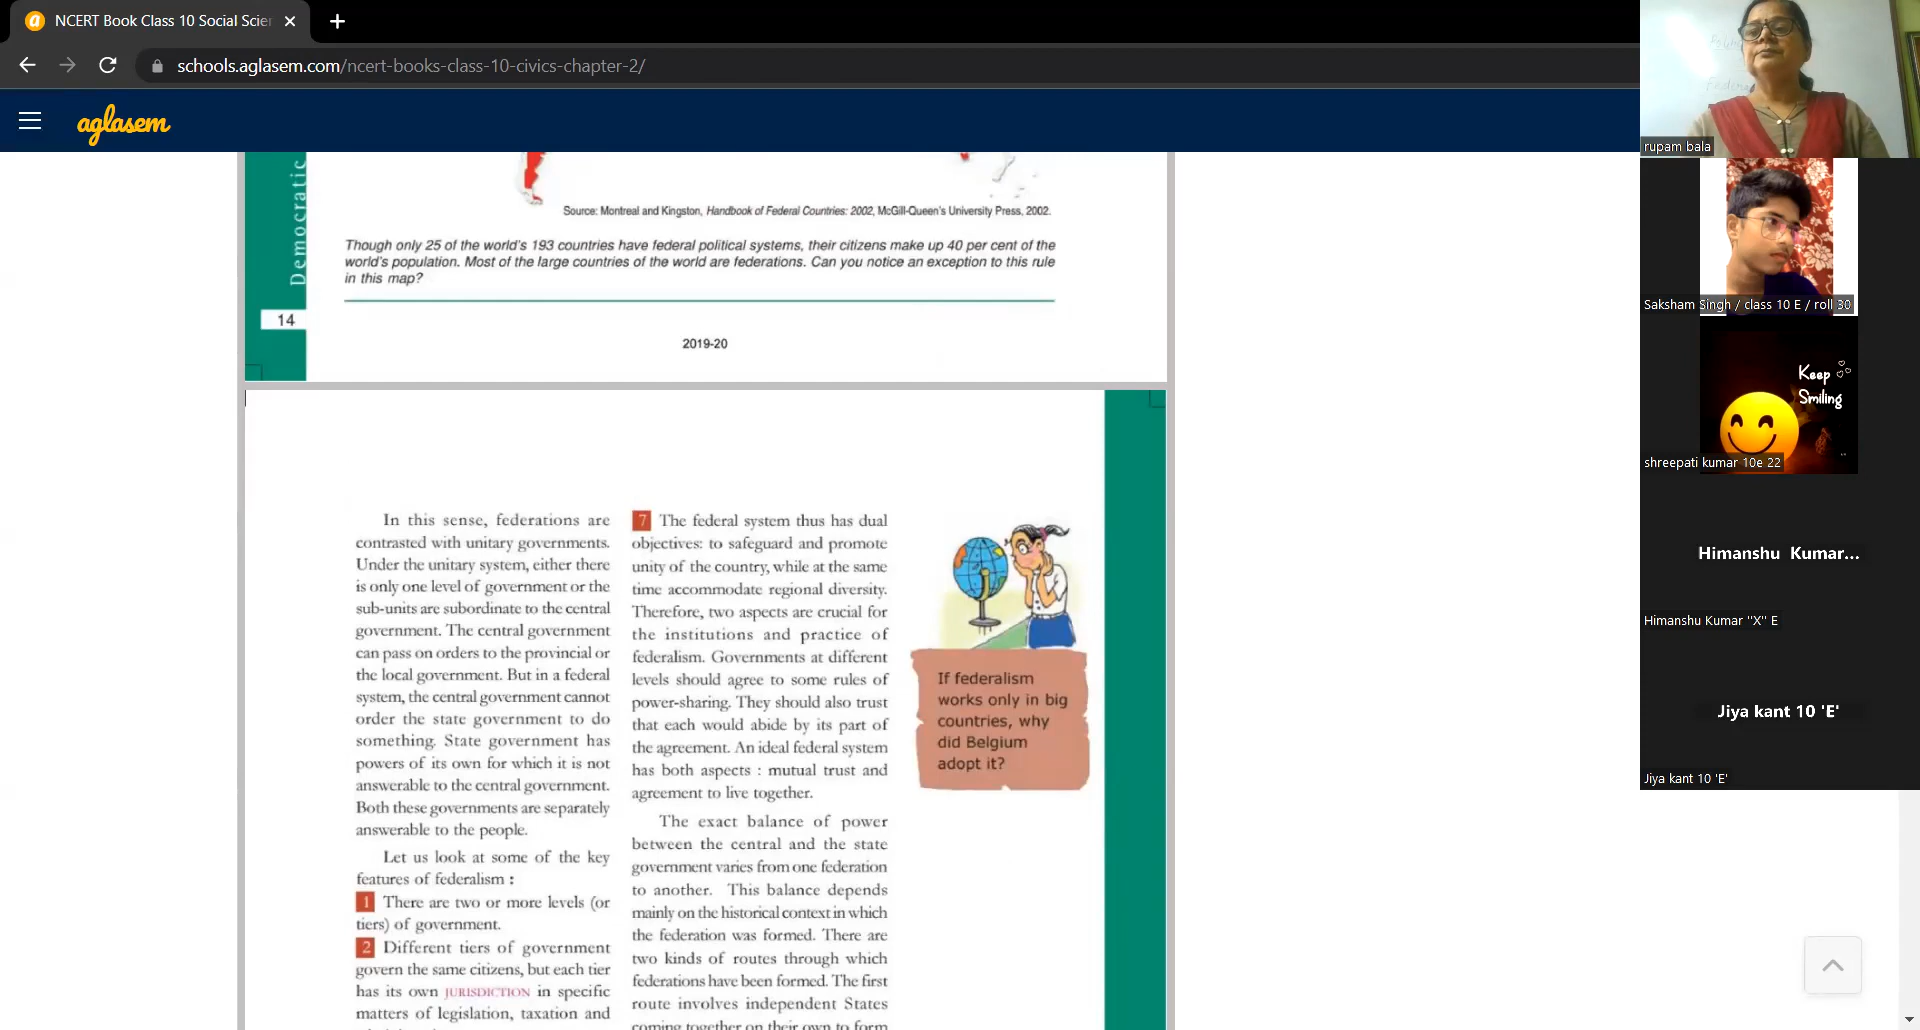 NCERT Book Class 10 Social Scie
schools.aglasem.com/ncert-books-class-10-civics-chapter-2/
aglasem
Democratic
Source: Montreal and Kingston, Handbook of Federal Countries: 2002, McGill-Queen's University Press, 2002.
Though only 25 of the world's 193 countries have federal political systems, their citizens make up 40 per cent of the
world's population. Most of the large countries of the world are federations. Can you notice an exception to this rule
in this map?
14
2019-20
In this sense, federations are
contrasted with unitary governments.
Under the unitary system, either there
is only one level of government or the
sub-units are subordinate to the central
government. The central government
can pass on orders to the provincial or
the local government. But in a federal
system, the central government cannot
order the state government to do
something. State government has
powers of its own for which it is not
answerable to the central government.
Both these governments are separately
answerable to the people.
Let us look at some of the key
features of federalism :
1 There are two or more levels (or
tiers) of government.
2 Different tiers of government
govern the same citizens, but each tier
has its own JURISDICTION in specific
matters of legislation, taxation and
7 The federal system thus has dual
objectives: to safeguard and promote
unity of the country, while at the same
time accommodate regional diversity.
Therefore, two aspects are crucial for
the institutions and practice of
federalism. Governments at different
levels should agree to some rules of
power-sharing. They should also trust
that each would abide by its part of
the agreement. An ideal federal system
has both aspects : mutual trust and
agreement to live together.
The exact balance of power
between the central and the state
government varies from one federation
to another. This balance depends
mainly on the historical context in which
the federation was formed. There are
two kinds of routes through which
federations have been formed. The first
route involves independent States
coming together on their own to form
If federalism
works only in big
countries, why
did Belgium
adopt it?
rupam bala
Saksham Singh / class 10 E / roll 30
Keep
Smiling
shreepati kumar 10e 22
Himanshu Kumar...
Himanshu Kumar "X" E
Jiya kant 10 'E'
Jiya kant 10 'E'